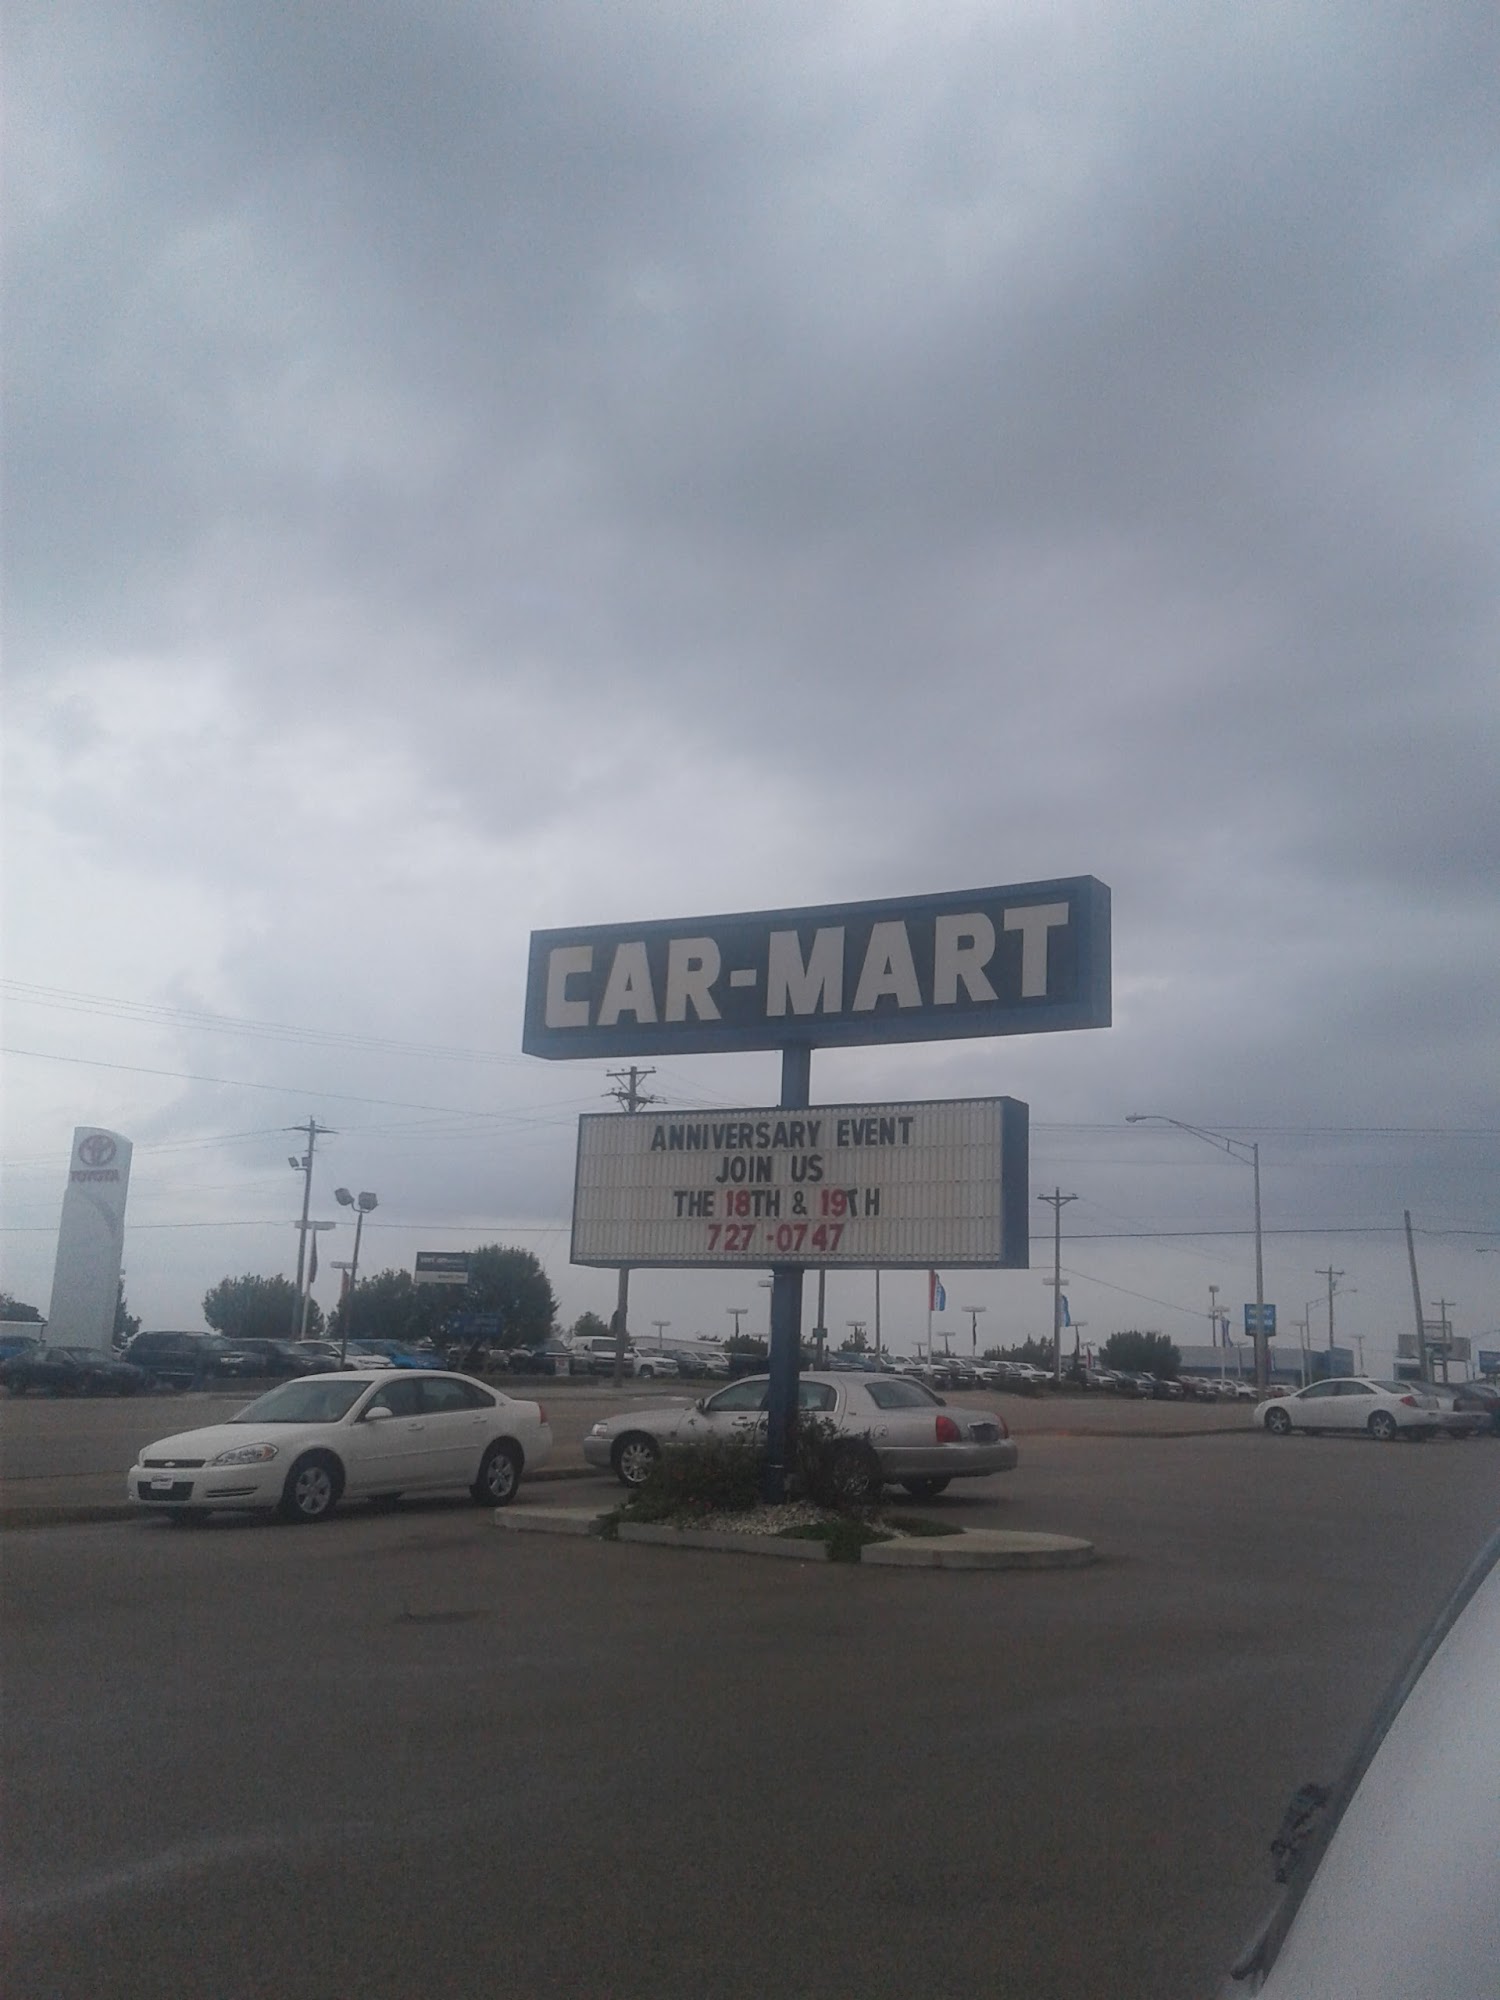 CAR-MART
ANNIVERSARY EVENT
JOIN US
THE 18TH & 19TH
727-0747
TOYOTA